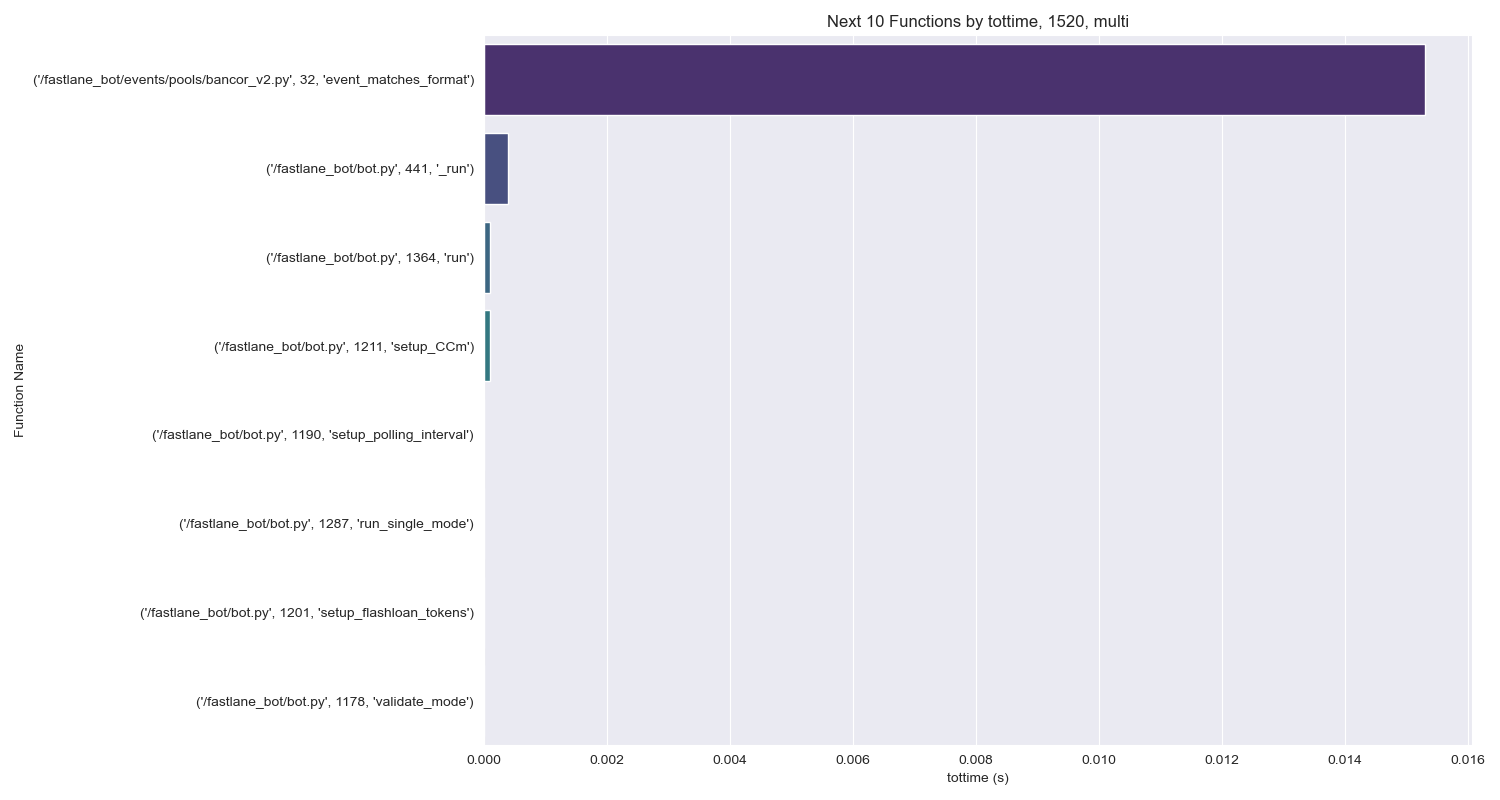 Next 10 Functions by tottime, 1520, multi
('/fastlane_bot/events/pools/bancor_v2.py', 32, 'event_matches_format')
('/fastlane_bot/bot.py', 441, '_run')
('/fastlane_bot/bot.py', 1364, 'run')
('/fastlane_bot/bot.py', 1211, 'setup_CCm')
('/fastlane_bot/bot.py', 1190, 'setup_polling_interval')
('/fastlane_bot/bot.py', 1287, 'run_single_mode')
('/fastlane_bot/bot.py', 1201, 'setup_flashloan_tokens')
('/fastlane_bot/bot.py', 1178, 'validate_mode')
Function Name
0.000 0.002 0.004 0.006 0.008 0.010 0.012 0.014 0.016
tottime (s)